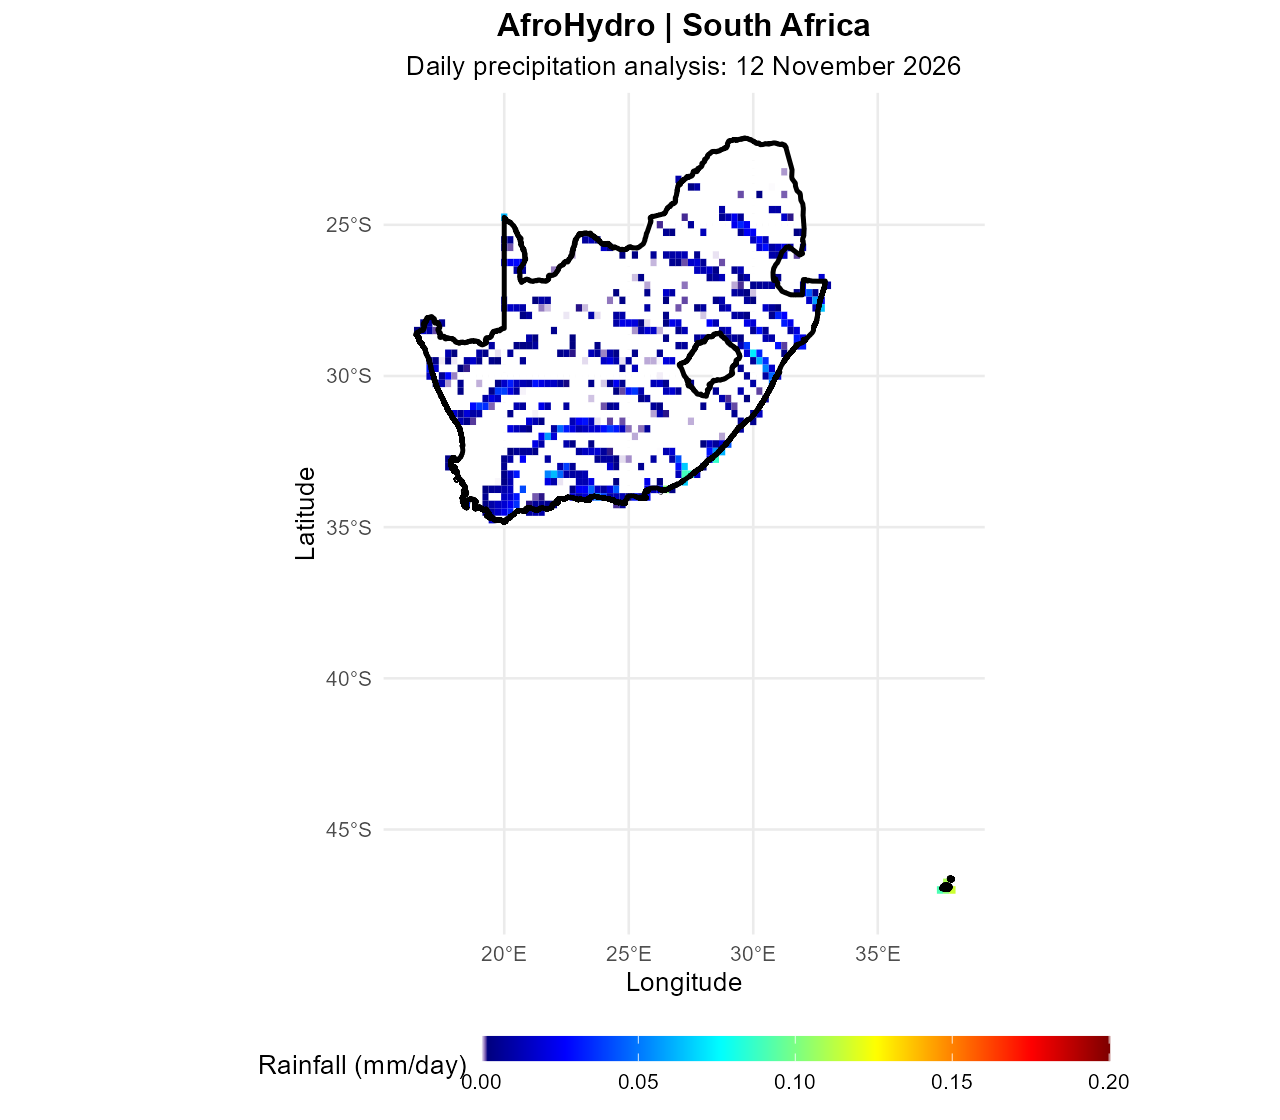 AfroHydro | South Africa
Daily precipitation analysis: 12 November 2026
25°S
30°S
35°S
40°S
45°S
Latitude
20°E 25°E 30°E 35°E
Longitude
Rainfall (mm/day)
0.00 0.05 0.10 0.15 0.20